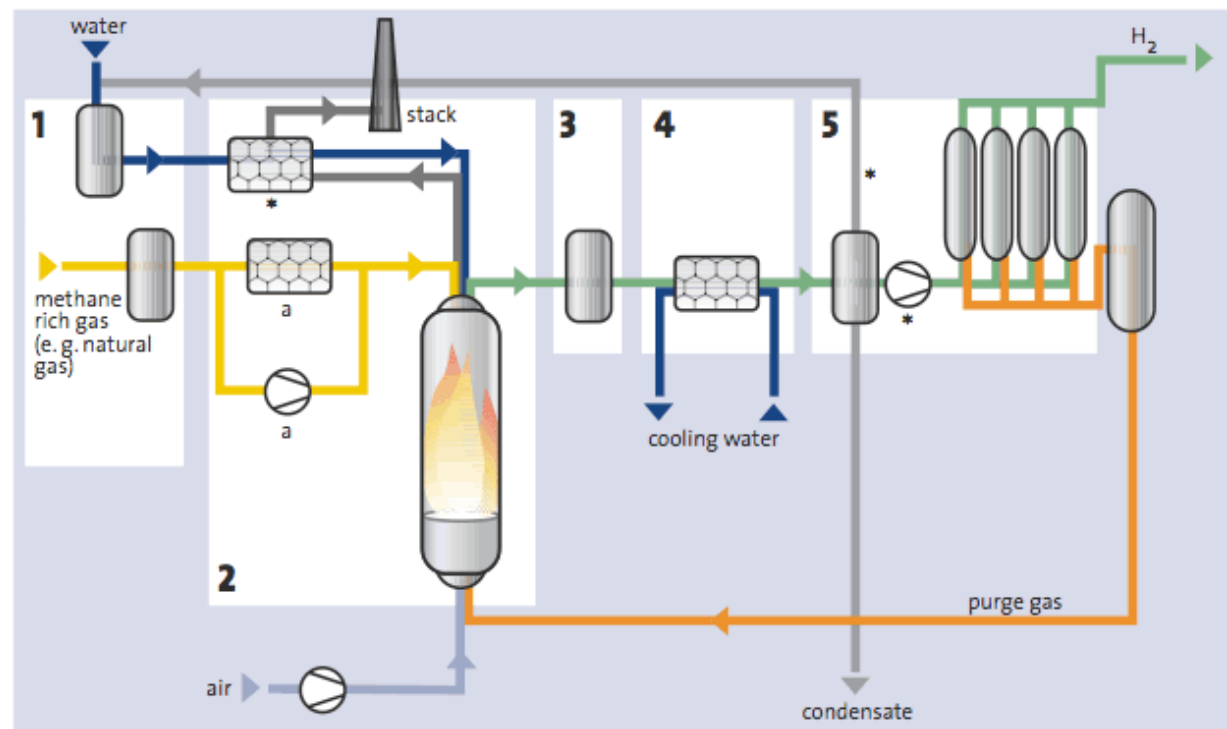 water
H₂
stack
1
3
4
5
*
*
methane
rich gas
(e. g. natural
gas)
a
*
a
cooling water
2
purge gas
air
condensate